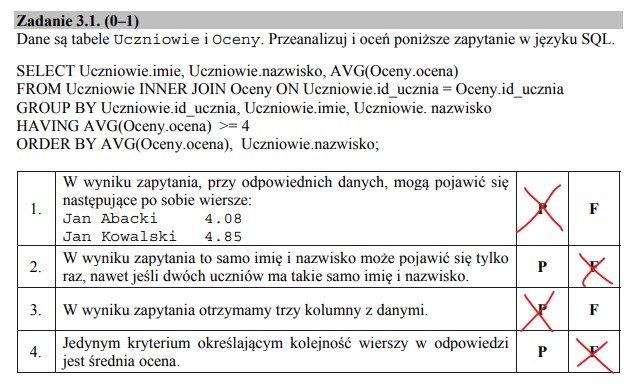 Zadanie 3.1. (0–1)
Dane są tabele Uczniowie i Oceny. Przeanalizuj i oceń poniższe zapytanie w języku SQL.
SELECT Uczniowie.imie, Uczniowie.nazwisko, AVG(Oceny.ocena)
FROM Uczniowie INNER JOIN Oceny ON Uczniowie.id_ucznia = Oceny.id_ucznia
GROUP BY Uczniowie.id_ucznia, Uczniowie.imie, Uczniowie. nazwisko
HAVING AVG(Oceny.ocena) >= 4
ORDER BY AVG(Oceny.ocena), Uczniowie.nazwisko;
1. W wyniku zapytania, przy odpowiednich danych, mogą pojawić się
następujące po sobie wiersze:
Jan Abacki 4.08
Jan Kowalski 4.85
P F
2. W wyniku zapytania to samo imię i nazwisko może pojawić się tylko
raz, nawet jeśli dwóch uczniów ma takie samo imię i nazwisko.
P F
3. W wyniku zapytania otrzymamy trzy kolumny z danymi. P F
4. Jedynym kryterium określającym kolejność wierszy w odpowiedzi
jest średnia ocena.
P F